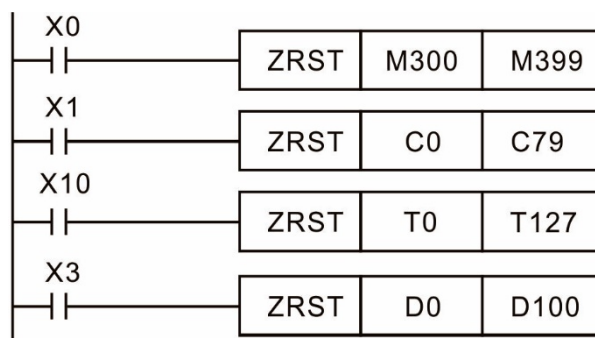 X0
ZRST M300 M399
X1
ZRST C0 C79
X10
ZRST T0 T127
X3
ZRST D0 D100